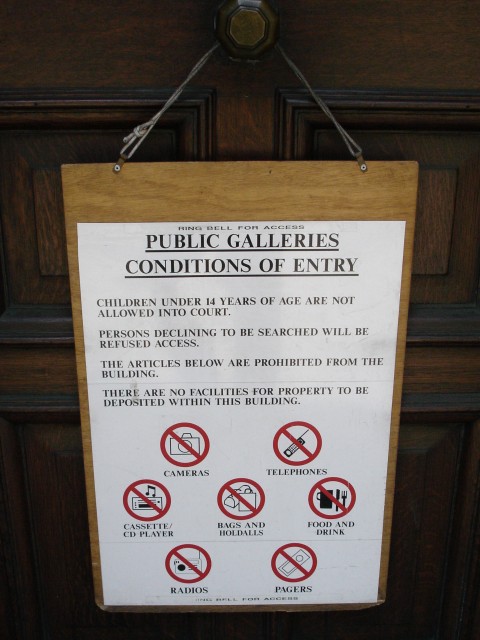 RING BELL FOR ACCESS
PUBLIC GALLERIES
CONDITIONS OF ENTRY
CHILDREN UNDER 14 YEARS OF AGE ARE NOT
ALLOWED INTO COURT.
PERSONS DECLINING TO BE SEARCHED WILL BE
REFUSED ACCESS.
THE ARTICLES BELOW ARE PROHIBITED FROM THE
BUILDING.
THERE ARE NO FACILITIES FOR PROPERTY TO BE
DEPOSITED WITHIN THIS BUILDING.
CAMERAS
TELEPHONES
CASSETTE/
CD PLAYER
BAGS AND
HOLDALLS
FOOD AND
DRINK
RADIOS
PAGERS
RING BELL FOR ACCESS